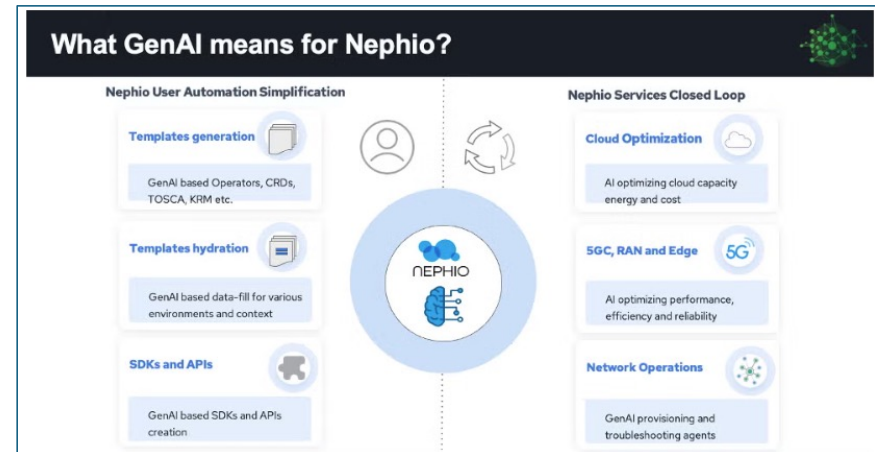 What GenAI means for Nephio?
Nephio User Automation Simplification
Templates generation
GenAI based Operators, CRDs,
TOSCA, KRM etc.
Templates hydration
GenAI based data-fill for various
environments and context
SDKs and APIs
GenAI based SDKs and APIs
creation
NEPHIO
Nephio Services Closed Loop
Cloud Optimization
AI optimizing cloud capacity
energy and cost
5GC, RAN and Edge
5G
AI optimizing performance,
efficiency and reliability
Network Operations
GenAI provisioning and
troubleshooting agents